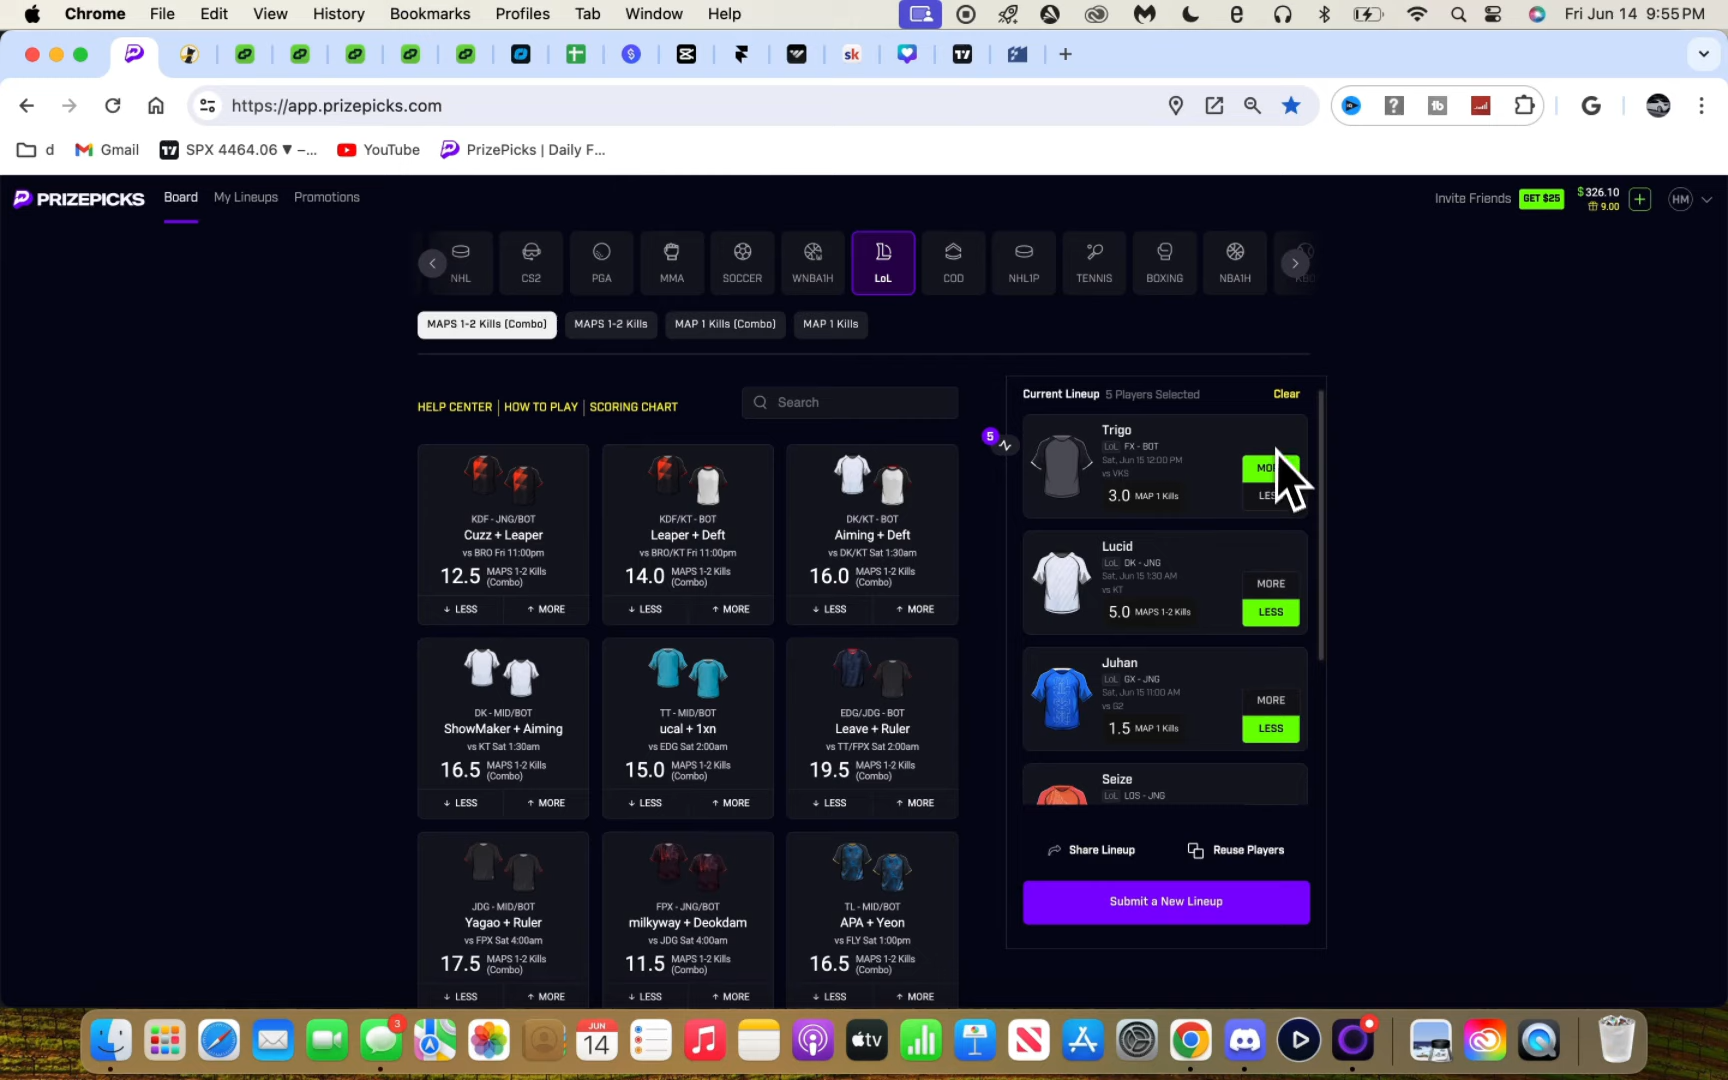 Chrome File Edit View History Bookmarks Profiles Tab Window Help Fri Jun 14 9:55 PM
https://app.prizepicks.com
d Gmail SPX 4464.06 ▼ –... YouTube PrizePicks | Daily F...
PRIZEPICKS Board My Lineups Promotions Invite Friends GET $25 $326.10 9.00 HM
NHL CS2 PGA MMA SOCCER WNBA1H LoL COD NHL1P TENNIS BOXING NBA1H
MAPS 1-2 Kills (Combo) MAPS 1-2 Kills MAP 1 Kills (Combo) MAP 1 Kills
HELP CENTER HOW TO PLAY SCORING CHART Search
KDF - JNG/BOT
Cuzz + Leaper
vs BRO Fri 11:00pm
12.5 MAPS 1-2 Kills
(Combo)
↓ LESS ↑ MORE
KDF/KT - BOT
Leaper + Deft
vs BRO/KT Fri 11:00pm
14.0 MAPS 1-2 Kills
(Combo)
↓ LESS ↑ MORE
DK/KT - BOT
Aiming + Deft
vs DK/KT Sat 1:30am
16.0 MAPS 1-2 Kills
(Combo)
↓ LESS ↑ MORE
DK - MID/BOT
ShowMaker + Aiming
vs KT Sat 1:30am
16.5 MAPS 1-2 Kills
(Combo)
↓ LESS ↑ MORE
TT - MID/BOT
ucal + 1xn
vs EDG Sat 2:00am
15.0 MAPS 1-2 Kills
(Combo)
↓ LESS ↑ MORE
EDG/JDG - BOT
Leave + Ruler
vs TT/FPX Sat 2:00am
19.5 MAPS 1-2 Kills
(Combo)
↓ LESS ↑ MORE
JDG - MID/BOT
Yagao + Ruler
vs FPX Sat 4:00am
17.5 MAPS 1-2 Kills
(Combo)
↓ LESS ↑ MORE
FPX - JNG/BOT
milkyway + Deokdam
vs JDG Sat 4:00am
11.5 MAPS 1-2 Kills
(Combo)
↓ LESS ↑ MORE
TL - MID/BOT
APA + Yeon
vs FLY Sat 1:00pm
16.5 MAPS 1-2 Kills
(Combo)
↓ LESS ↑ MORE
Current Lineup 5 Players Selected Clear
5
Trigo
LoL FX - BOT
Sat, Jun 15 12:00 PM
vs VKS
3.0 MAP 1 Kills
Lucid
LoL DK - JNG
Sat, Jun 15 1:30 AM
vs KT
5.0 MAPS 1-2 Kills
MORE
LESS
Juhan
LoL GX - JNG
Sat, Jun 15 11:00 AM
vs G2
1.5 MAP 1 Kills
MORE
LESS
Seize
LoL LOS - JNG
Share Lineup Reuse Players
Submit a New Lineup
3
JUN
14
tv